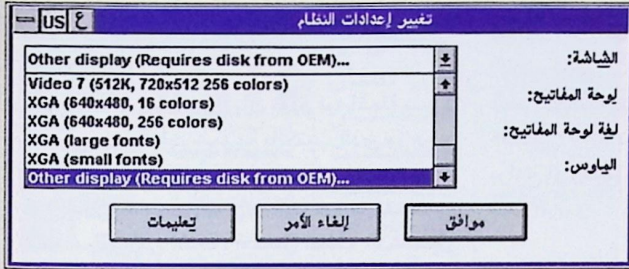 تغيير إعدادات النظام
ع US
الشاشة:
Other display (Requires disk from OEM)...
Video 7 (512K, 720x512 256 colors)
لوحة المفاتيح:
XGA (640x480, 16 colors)
XGA (640x480, 256 colors)
لغة لوحة المفاتيح:
XGA (large fonts)
XGA (small fonts)
الماوس:
Other display (Requires disk from OEM)...
موافق
إلغاء الأمر
تعليمات